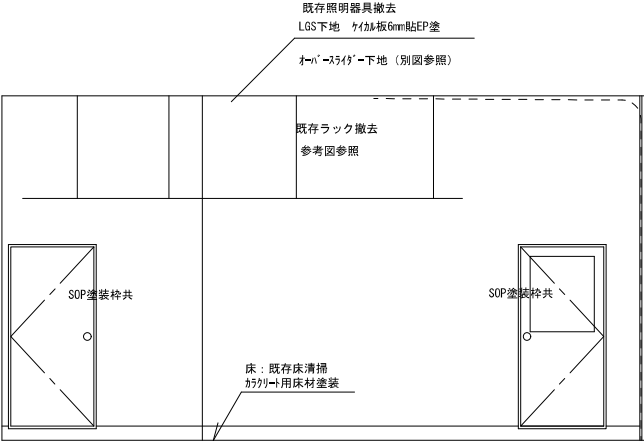 既存照明器具撤去
LGS下地　ｹｲｶﾙ板6mm貼EP塗
ｵｰﾊﾞｰｽﾗｲﾀﾞｰ下地（別図参照）
既存ラック撤去
参考図参照
SOP塗装枠共
SOP塗装枠共
床：既存床清掃
ｶﾗｸﾘｰﾄ用床材塗装